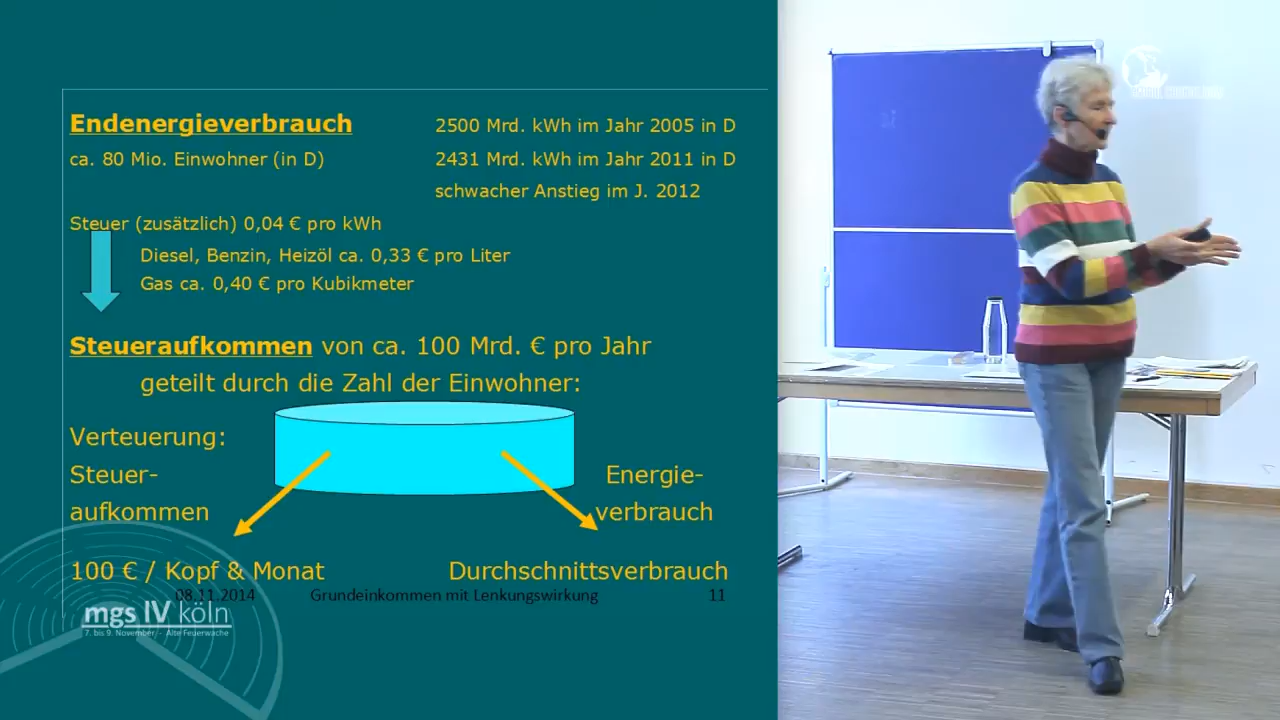 Endenergieverbrauch
2500 Mrd. kWh im Jahr 2005 in D
ca. 80 Mio. Einwohner (in D)
2431 Mrd. kWh im Jahr 2011 in D
schwacher Anstieg im J. 2012
Steuer (zusätzlich) 0,04 € pro kWh
Diesel, Benzin, Heizöl ca. 0,33 € pro Liter
Gas ca. 0,40 € pro Kubikmeter
Steueraufkommen von ca. 100 Mrd. € pro Jahr
geteilt durch die Zahl der Einwohner:
Verteuerung:
Steuer-
aufkommen
Energie-
verbrauch
100 € / Kopf & Monat
Durchschnittsverbrauch
08.11.2014
Grundeinkommen mit Lenkungswirkung
11
mgs IV köln
7. bis 9. November - Alte Feuerwache